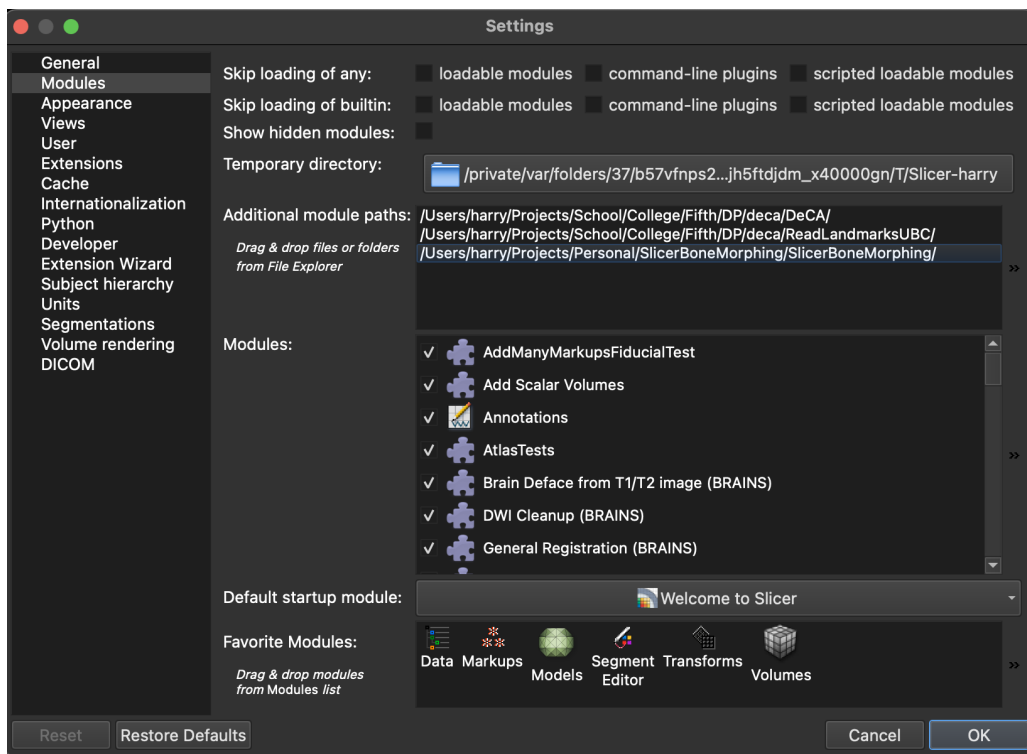 Settings
General
Modules
Appearance
Views
User
Extensions
Cache
Internationalization
Python
Developer
Extension Wizard
Subject hierarchy
Units
Segmentations
Volume rendering
DICOM
Skip loading of any: loadable modules command-line plugins scripted loadable modules
Skip loading of builtin: loadable modules command-line plugins scripted loadable modules
Show hidden modules:
Temporary directory: /private/var/folders/37/b57vfnps2...jh5ftdjdm_x40000gn/T/Slicer-harry
Additional module paths:
Drag & drop files or folders
from File Explorer
/Users/harry/Projects/School/College/Fifth/DP/deca/DeCA/
/Users/harry/Projects/School/College/Fifth/DP/deca/ReadLandmarksUBC/
/Users/harry/Projects/Personal/SlicerBoneMorphing/SlicerBoneMorphing/
»
Modules:
AddManyMarkupsFiducialTest
Add Scalar Volumes
Annotations
AtlasTests
Brain Deface from T1/T2 image (BRAINS)
DWI Cleanup (BRAINS)
General Registration (BRAINS)
»
Default startup module: Welcome to Slicer
Favorite Modules:
Drag & drop modules
from Modules list
Data Markups Models Segment Editor Transforms Volumes
»
Reset Restore Defaults Cancel OK